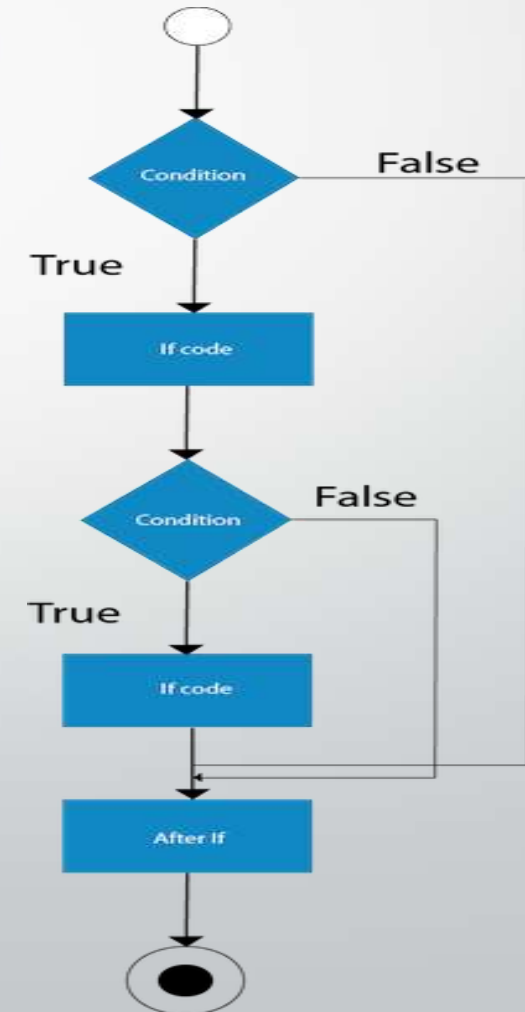 Condition
False
True
If code
Condition
False
True
If code
After If